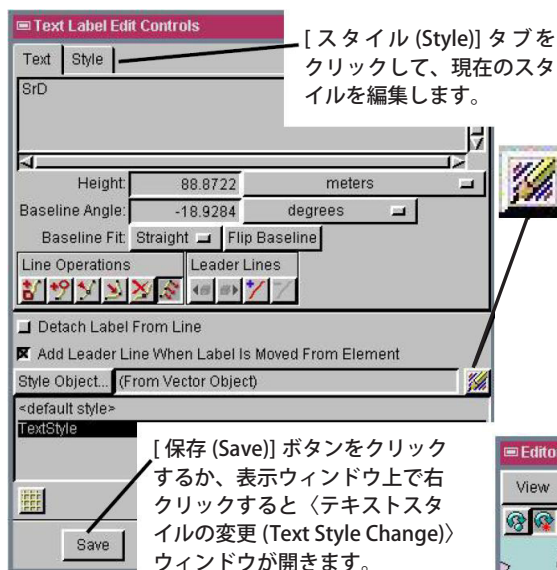 Text Label Edit Controls
Text Style
[ スタイル (Style)] タブを
クリックして、現在のスタ
イルを編集します。
SrD
Height: 88.8722 meters
Baseline Angle: -18.9284 degrees
Baseline Fit: Straight Flip Baseline
Line Operations Leader Lines
Detach Label From Line
Add Leader Line When Label Is Moved From Element
Style Object... (From Vector Object)
<default style>
TextStyle
[ 保存 (Save)] ボタンをクリック
するか、表示ウィンドウ上で右
クリックすると〈テキストスタ
イルの変更 (Text Style Change)〉
ウィンドウが開きます。
Save
Edito
View